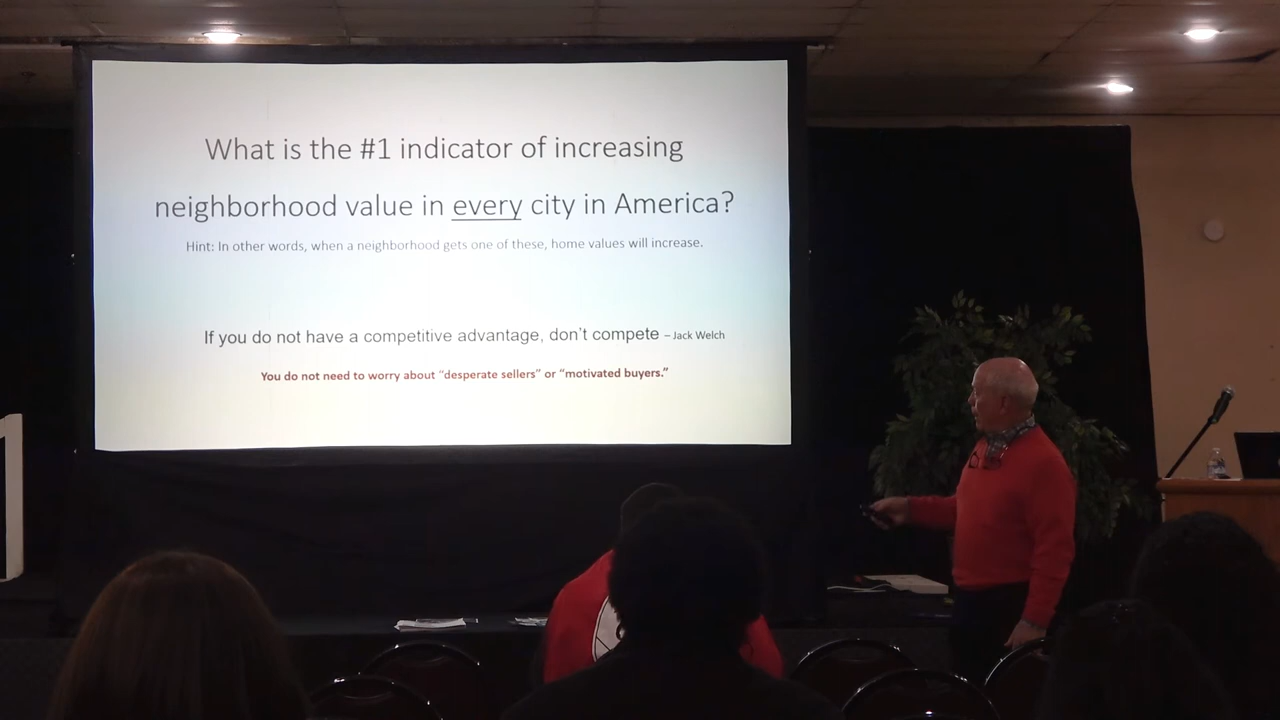 What is the #1 indicator of increasing
neighborhood value in every city in America?
Hint: In other words, when a neighborhood gets one of these, home values will increase.
If you do not have a competitive advantage, don’t compete – Jack Welch
You do not need to worry about “desperate sellers” or “motivated buyers.”